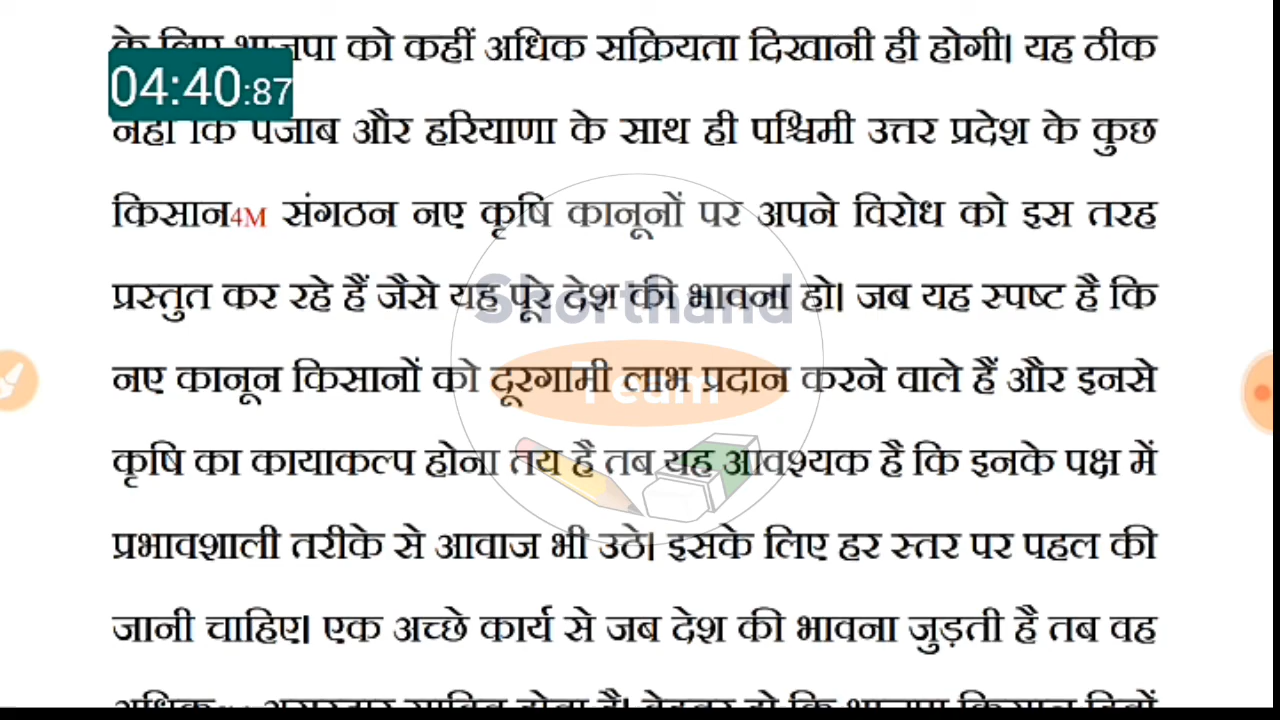 के लिए भाजपा को कहीं अधिक सक्रियता दिखानी ही होगी। यह ठीक
04:40:87
नहीं कि पंजाब और हरियाणा के साथ ही पश्चिमी उत्तर प्रदेश के कुछ
किसान4M संगठन नए कृषि कानूनों पर अपने विरोध को इस तरह
प्रस्तुत कर रहे हैं जैसे यह पूरे देश की भावना हो। जब यह स्पष्ट है कि
Shorthand
नए कानून किसानों को दूरगामी लाभ प्रदान करने वाले हैं और इनसे
Team
कृषि का कायाकल्प होना तय है तब यह आवश्यक है कि इनके पक्ष में
प्रभावशाली तरीके से आवाज भी उठे। इसके लिए हर स्तर पर पहल की
जानी चाहिए। एक अच्छे कार्य से जब देश की भावना जुड़ती है तब वह